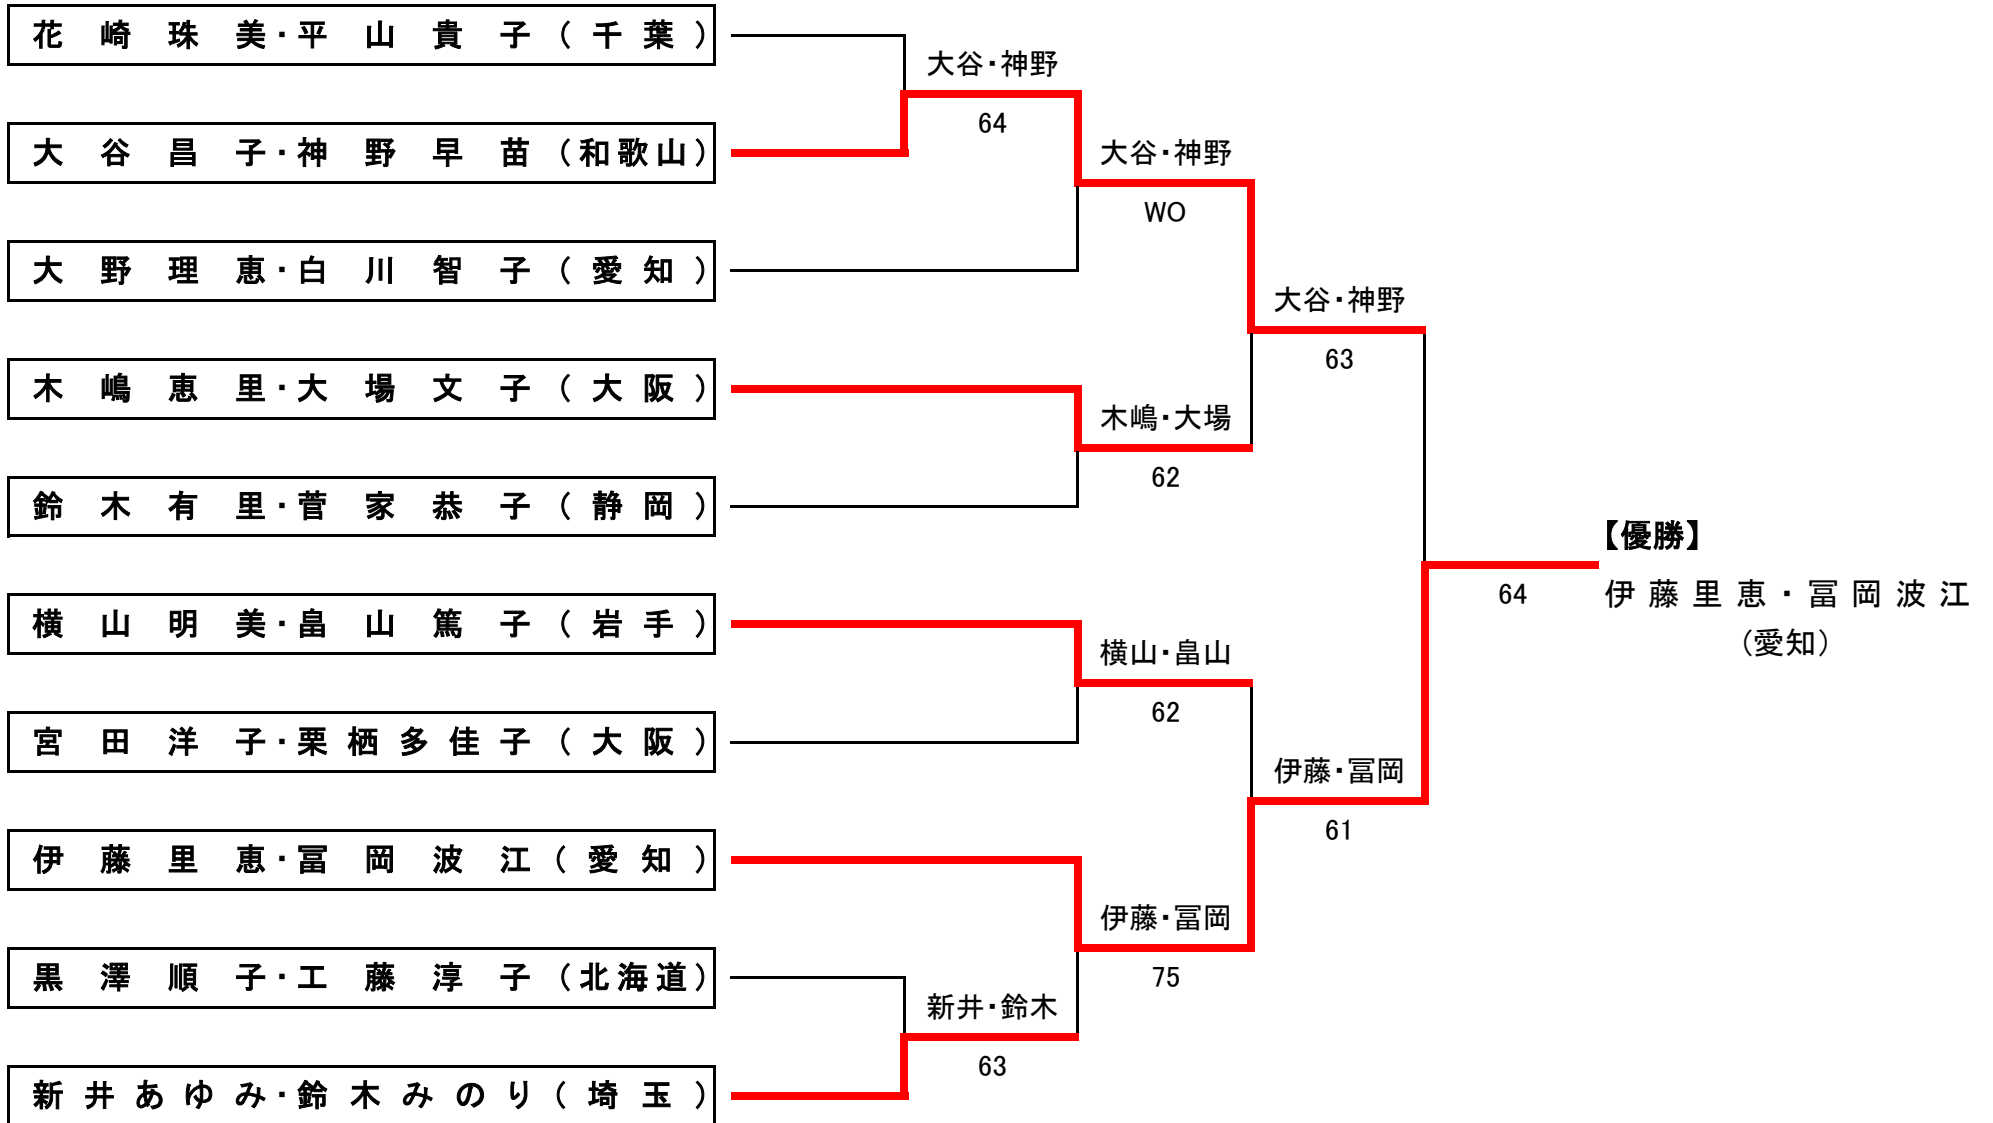 花崎珠美・平山貴子(千葉)
大谷・神野
64
大谷昌子・神野早苗(和歌山)
大谷・神野
WO
大野理恵・白川智子(愛知)
大谷・神野
63
木嶋恵里・大場文子(大阪)
木嶋・大場
62
鈴木有里・菅家恭子(静岡)
【優勝】
64
伊藤里恵・冨岡波江
(愛知)
横山明美・畠山篤子(岩手)
横山・畠山
62
宮田洋子・栗栖多佳子(大阪)
伊藤・冨岡
61
伊藤里恵・冨岡波江(愛知)
伊藤・冨岡
75
黒澤順子・工藤淳子(北海道)
新井・鈴木
63
新井あゆみ・鈴木みのり(埼玉)